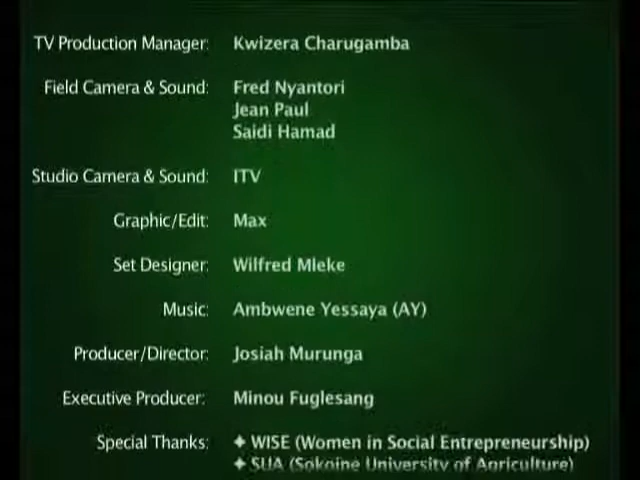 TV Production Manager: Kwizera Charugamba
Field Camera & Sound: Fred Nyantori
Jean Paul
Saidi Hamad
Studio Camera & Sound: ITV
Graphic/Edit: Max
Set Designer: Wilfred Mleke
Music: Ambwene Yessaya (AY)
Producer/Director: Josiah Murunga
Executive Producer: Minou Fuglesang
Special Thanks: ✦ WISE (Women in Social Entrepreneurship)
✦ SUA (Sokoine University of Agriculture)